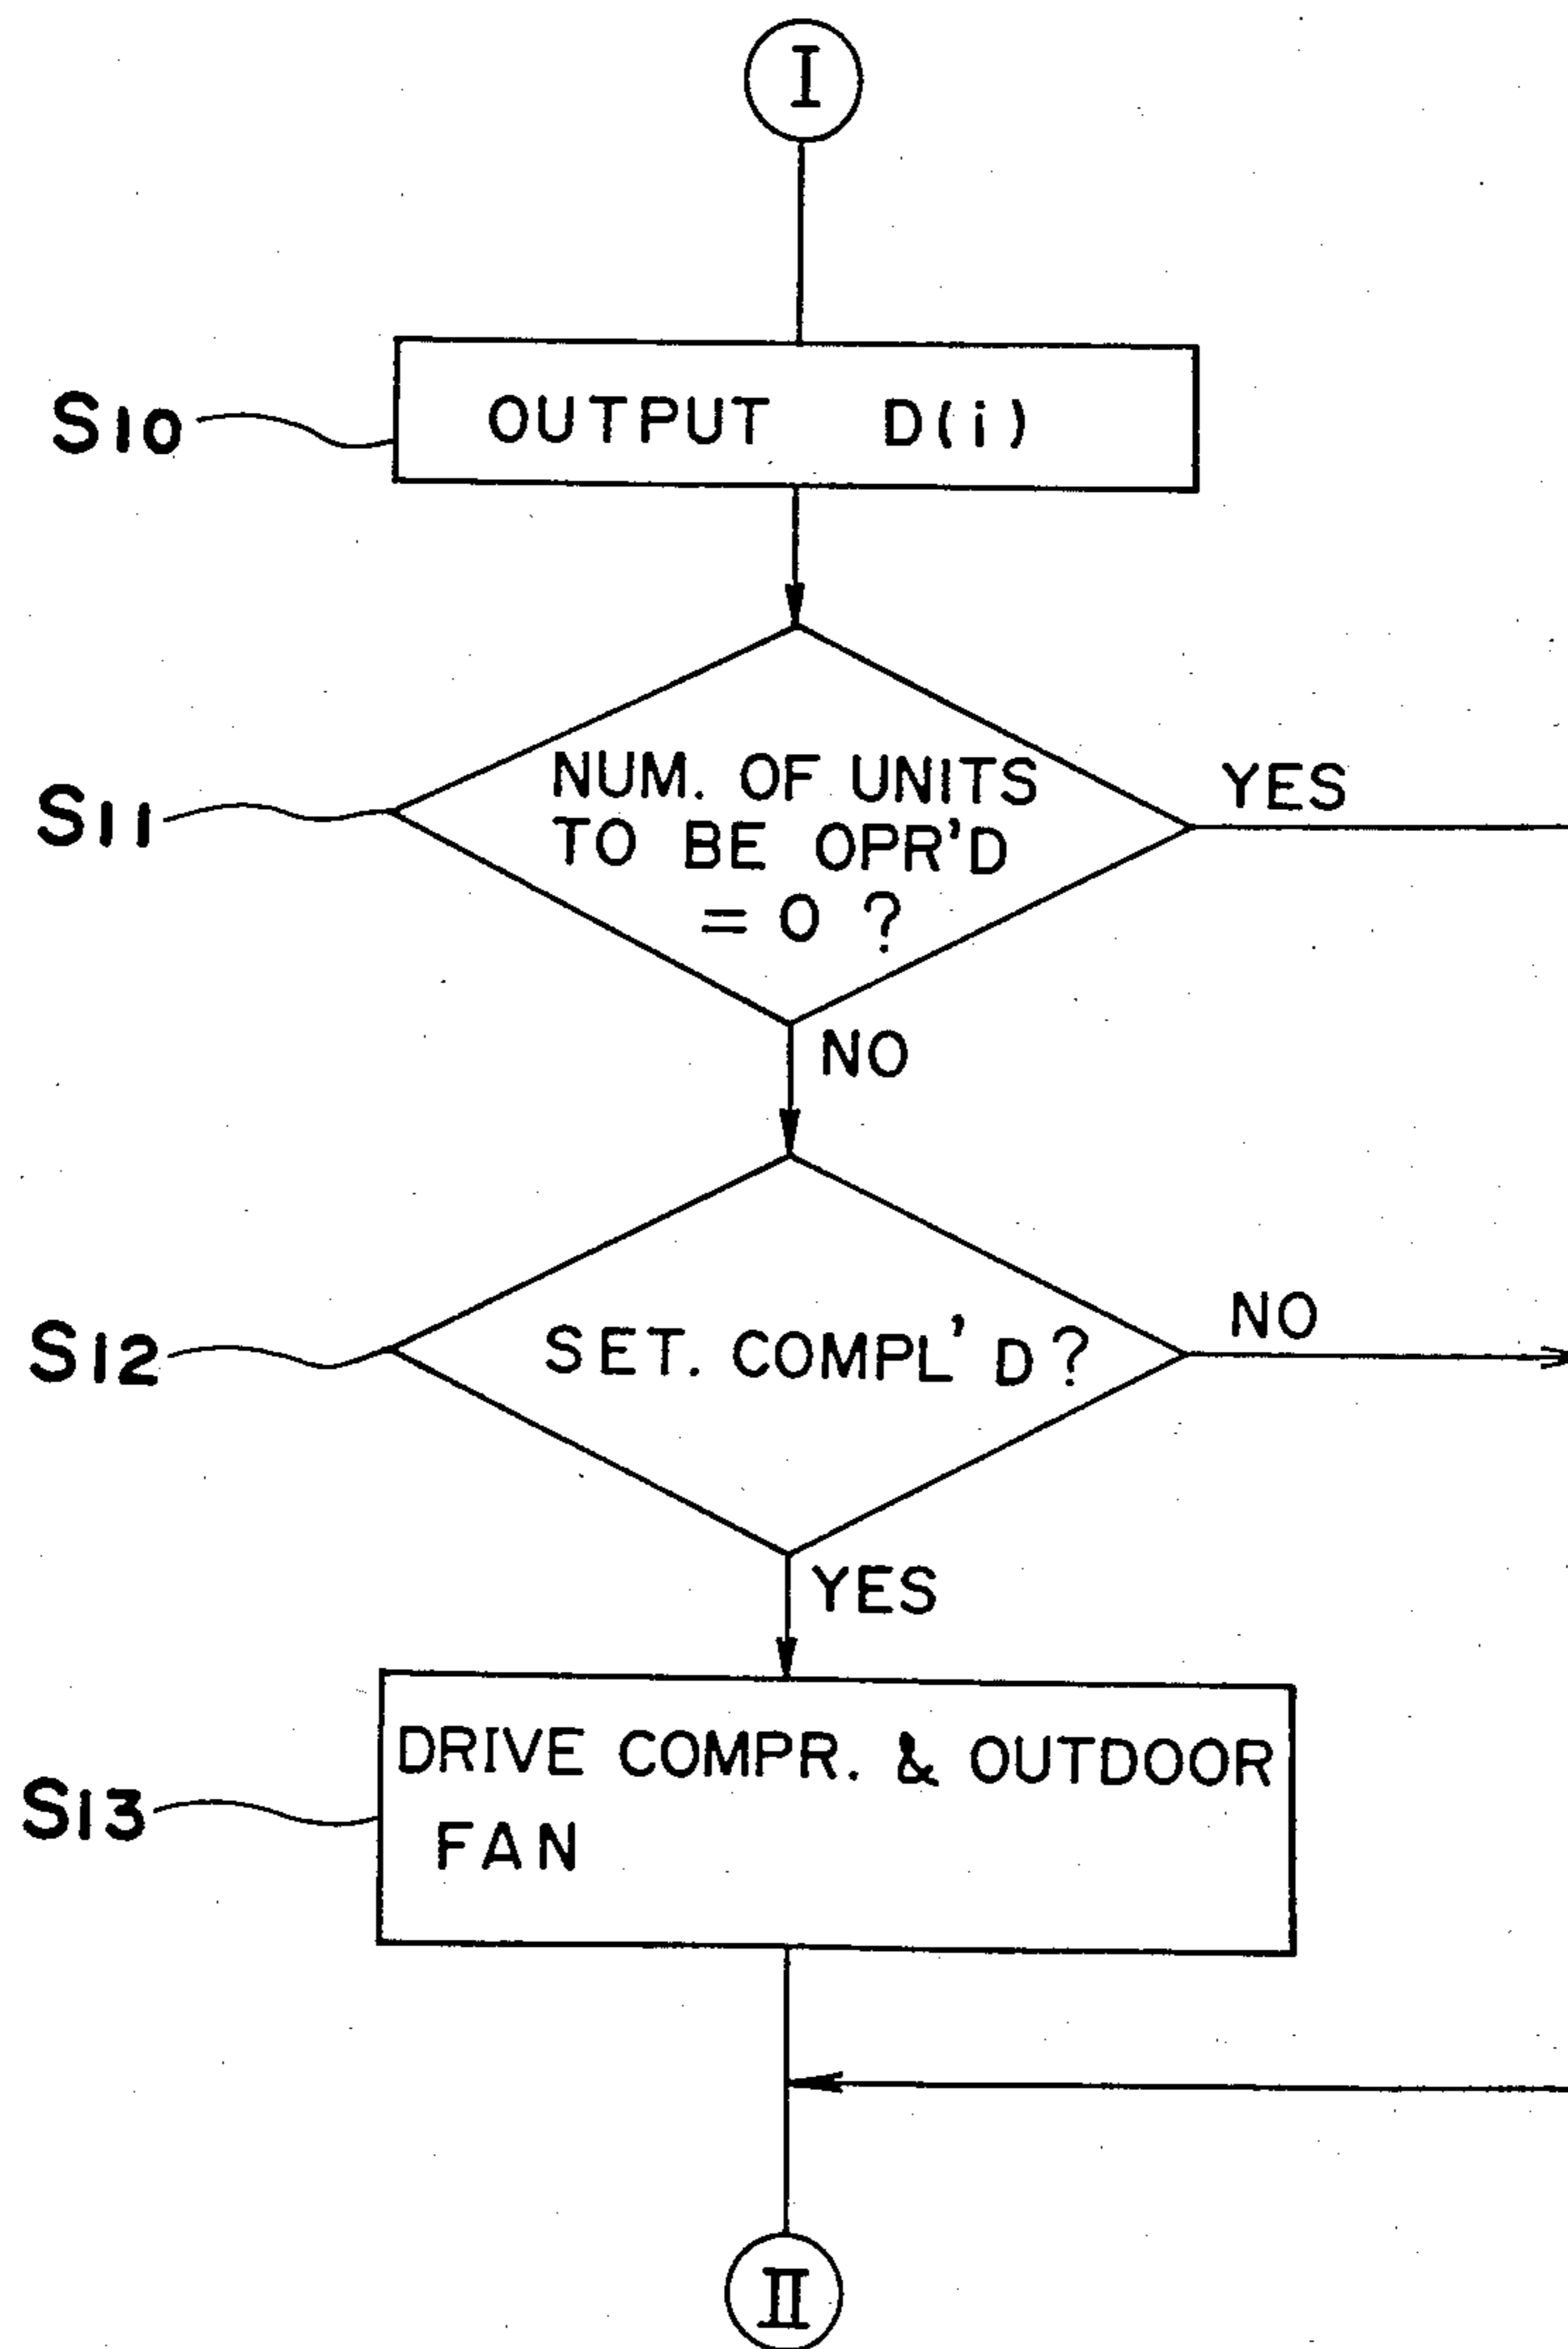 I
S10
OUTPUT D(i)
S11
NUM. OF UNITS
TO BE OPR'D
= 0 ?
YES
NO
S12
SET. COMPL'D?
NO
YES
S13
DRIVE COMPR. & OUTDOOR
FAN
II